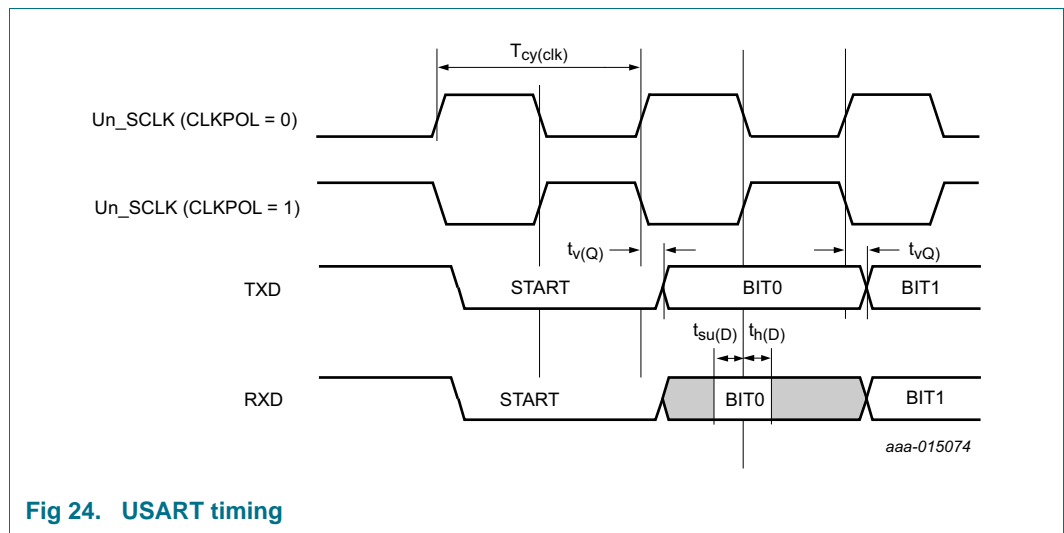 Tcy(clk)
Un_SCLK (CLKPOL = 0)
Un_SCLK (CLKPOL = 1)
tv(Q)
tvQ)
TXD
START
BIT0
BIT1
tsu(D)
th(D)
RXD
START
BIT0
BIT1
aaa-015074
Fig 24. USART timing